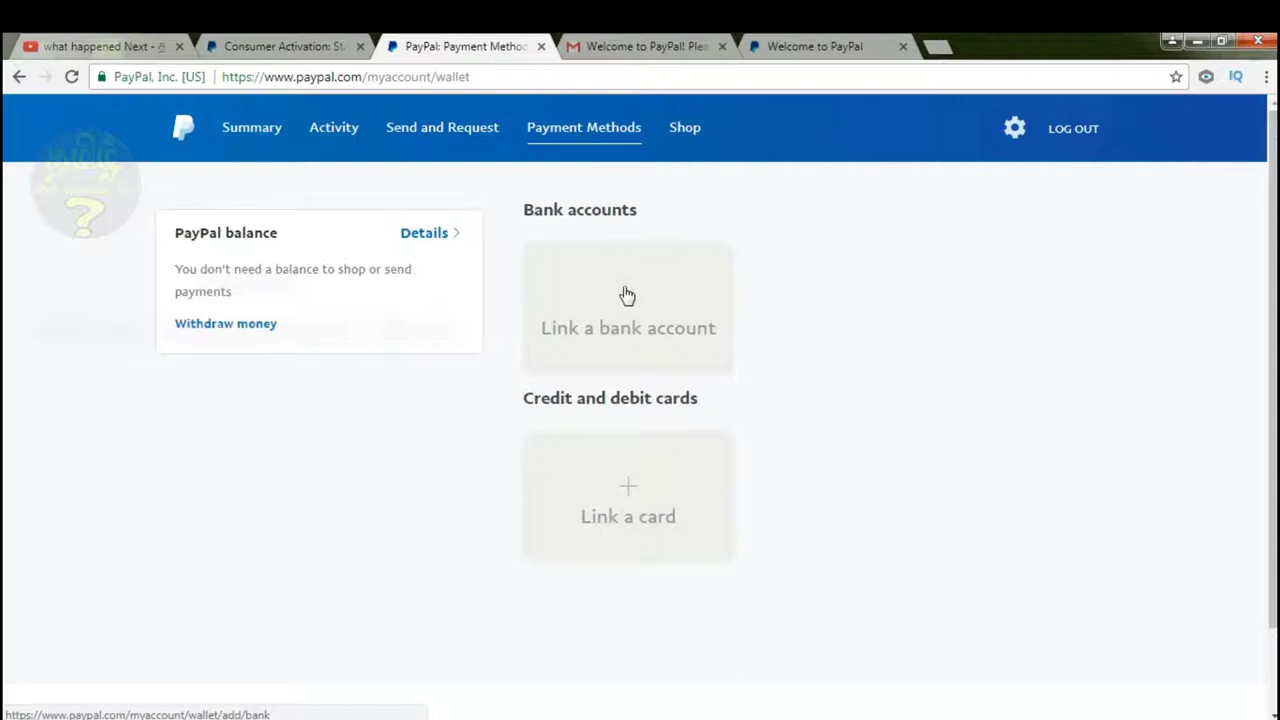 what happened Next - ළ
Consumer Activation: St
PayPal: Payment Metho
Welcome to PayPal! Plea
Welcome to PayPal
PayPal, Inc. [US]
https://www.paypal.com/myaccount/wallet
IQ
Summary
Activity
Send and Request
Payment Methods
Shop
LOG OUT
?
PayPal balance
Details
You don't need a balance to shop or send
payments
Withdraw money
Bank accounts
Link a bank account
Credit and debit cards
+
Link a card
https://www.paypal.com/myaccount/wallet/add/bank